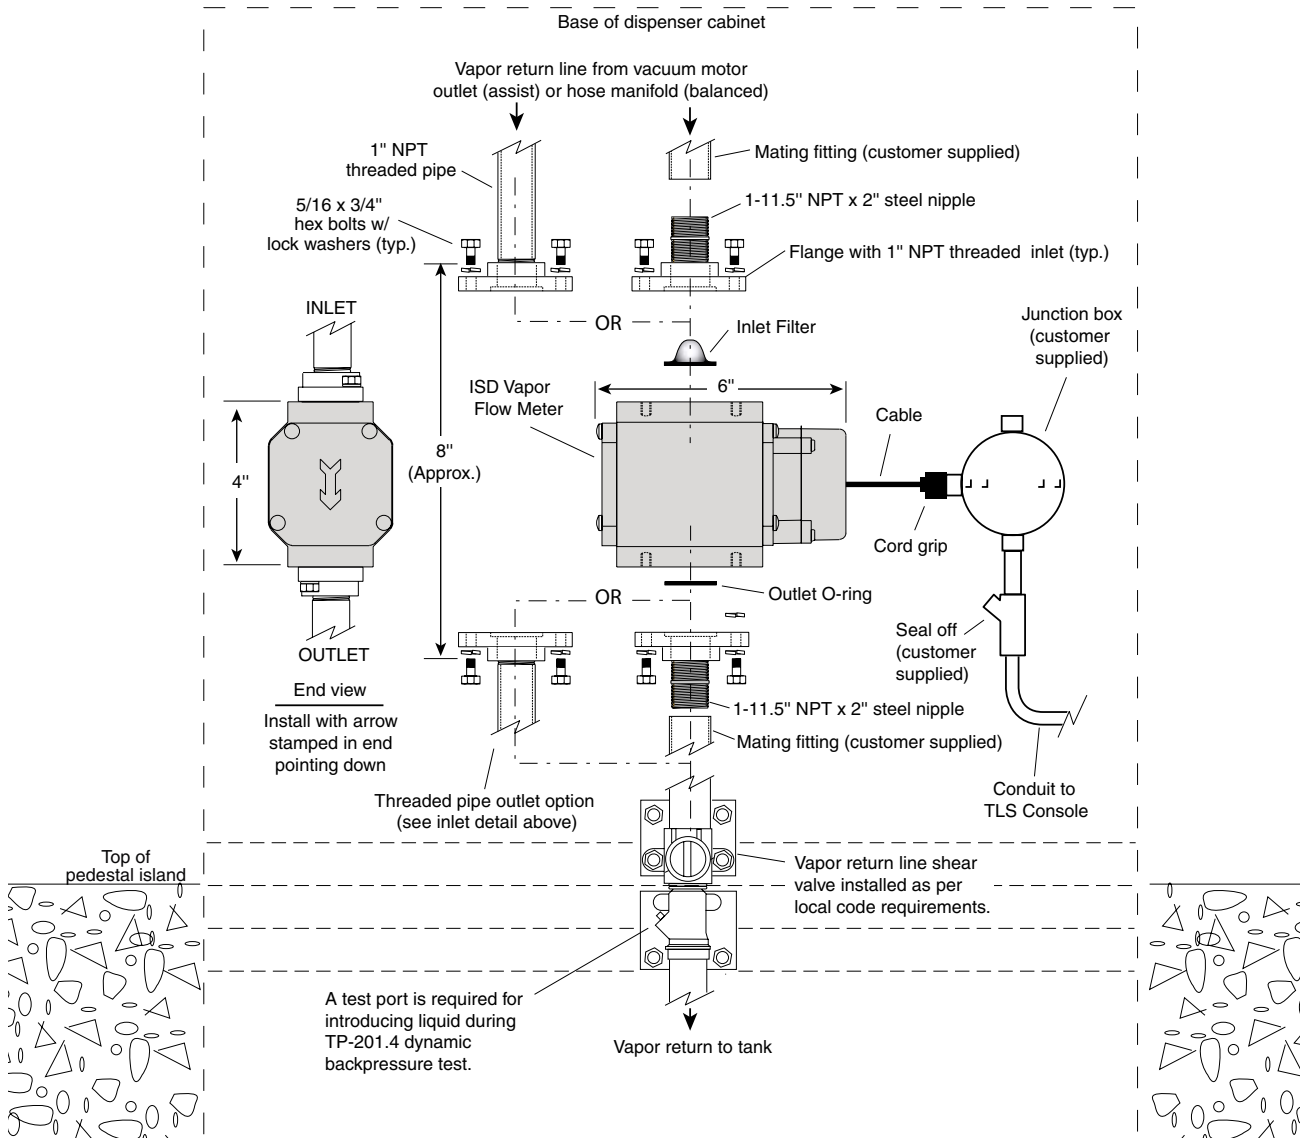 Base of dispenser cabinet
Vapor return line from vacuum motor
outlet (assist) or hose manifold (balanced)
1" NPT
threaded pipe
Mating fitting (customer supplied)
5/16 x 3/4"
hex bolts w/
lock washers (typ.)
1-11.5" NPT x 2" steel nipple
Flange with 1" NPT threaded inlet (typ.)
INLET
OR
Inlet Filter
Junction box
(customer
supplied)
ISD Vapor
Flow Meter
6"
Cable
8"
(Approx.)
4"
Cord grip
OR
Outlet O-ring
Seal off
(customer
supplied)
OUTLET
End view
Install with arrow
stamped in end
pointing down
1-11.5" NPT x 2" steel nipple
Mating fitting (customer supplied)
Threaded pipe outlet option
(see inlet detail above)
Conduit to
TLS Console
Top of
pedestal island
Vapor return line shear
valve installed as per
local code requirements.
A test port is required for
introducing liquid during
TP-201.4 dynamic
backpressure test.
Vapor return to tank